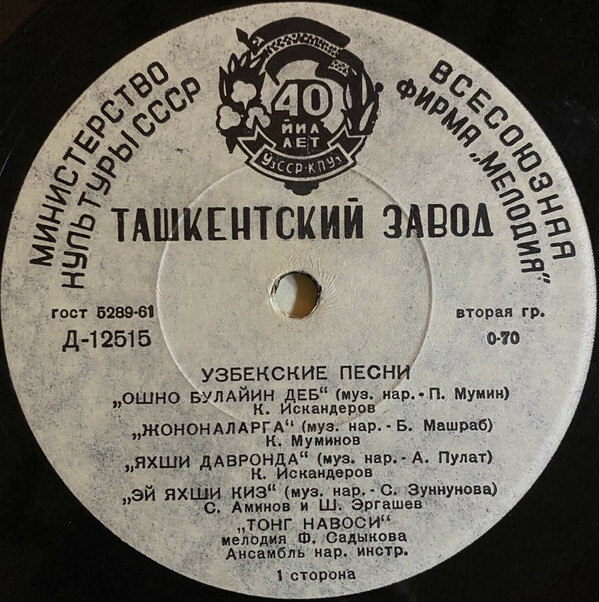 МИНИСТЕРСТВО
КУЛЬТУРЫ СССР
40
ЙИЛ
ЛЕТ
УзССР·КПУз
ВСЕСОЮЗНАЯ
ФИРМА „МЕЛОДИЯ"
ТАШКЕНТСКИЙ ЗАВОД
гост 5289-61
вторая гр.
Д-12515
0-70
УЗБЕКСКИЕ ПЕСНИ
„ОШНО БУЛАЙИН ДЕБ" (муз. нар.- П. Мумин)
К. Искандеров
„ЖОНОНАЛАРГА" (муз. нар.- Б. Машраб)
К. Муминов
„ЯХШИ ДАВРОНДА" (муз. нар.- А. Пулат)
К. Искандеров
„ЭЙ ЯХШИ КИЗ" (муз. нар.- С. Зуннунова)
С. Аминов и Ш. Эргашев
„ТОНГ НАВОСИ"
мелодия Ф. Садыкова
Ансамбль нар. инстр.
1 сторона